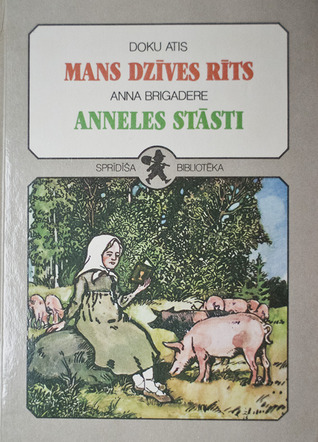 DOKU ATIS
MANS DZĪVES RĪTS
ANNA BRIGADERE
ANNELES STĀSTI
SPRĪDĪŠA BIBLIOTĒKA